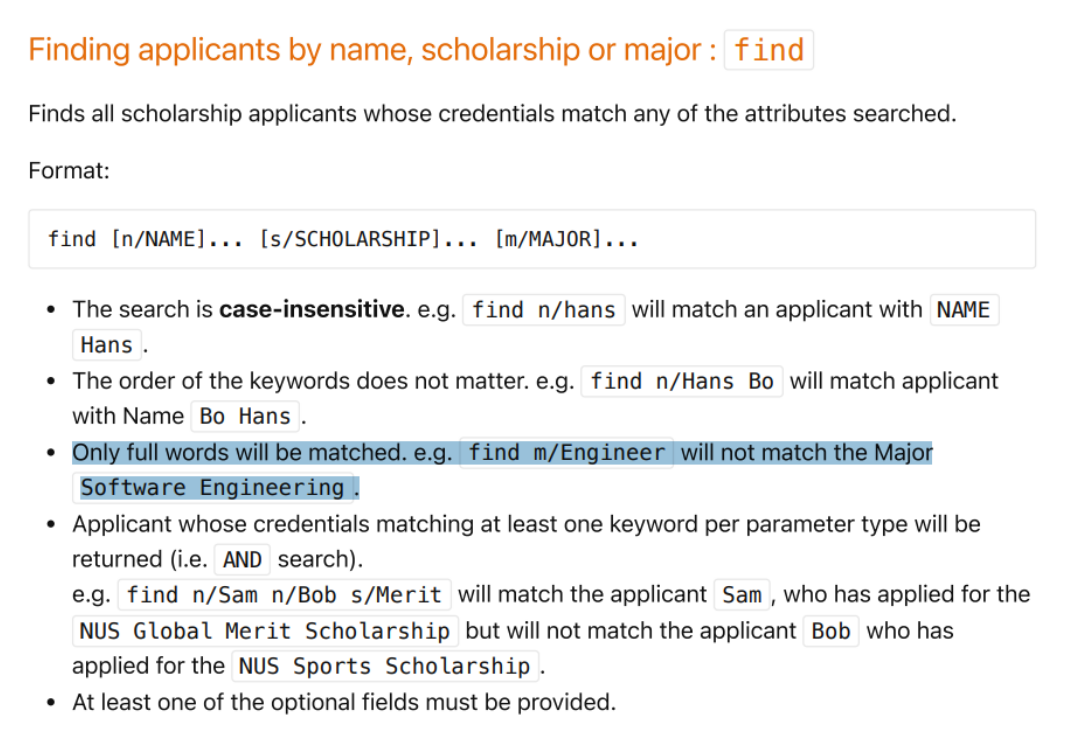 Finding applicants by name, scholarship or major : find
Finds all scholarship applicants whose credentials match any of the attributes searched.
Format:
find [n/NAME]... [s/SCHOLARSHIP]... [m/MAJOR]...
• The search is case-insensitive. e.g. find n/hans will match an applicant with NAME
Hans .
• The order of the keywords does not matter. e.g. find n/Hans Bo will match applicant
with Name Bo Hans .
• Only full words will be matched. e.g. find m/Engineer will not match the Major
Software Engineering .
• Applicant whose credentials matching at least one keyword per parameter type will be
returned (i.e. AND search).
e.g. find n/Sam n/Bob s/Merit will match the applicant Sam , who has applied for the
NUS Global Merit Scholarship but will not match the applicant Bob who has
applied for the NUS Sports Scholarship .
• At least one of the optional fields must be provided.